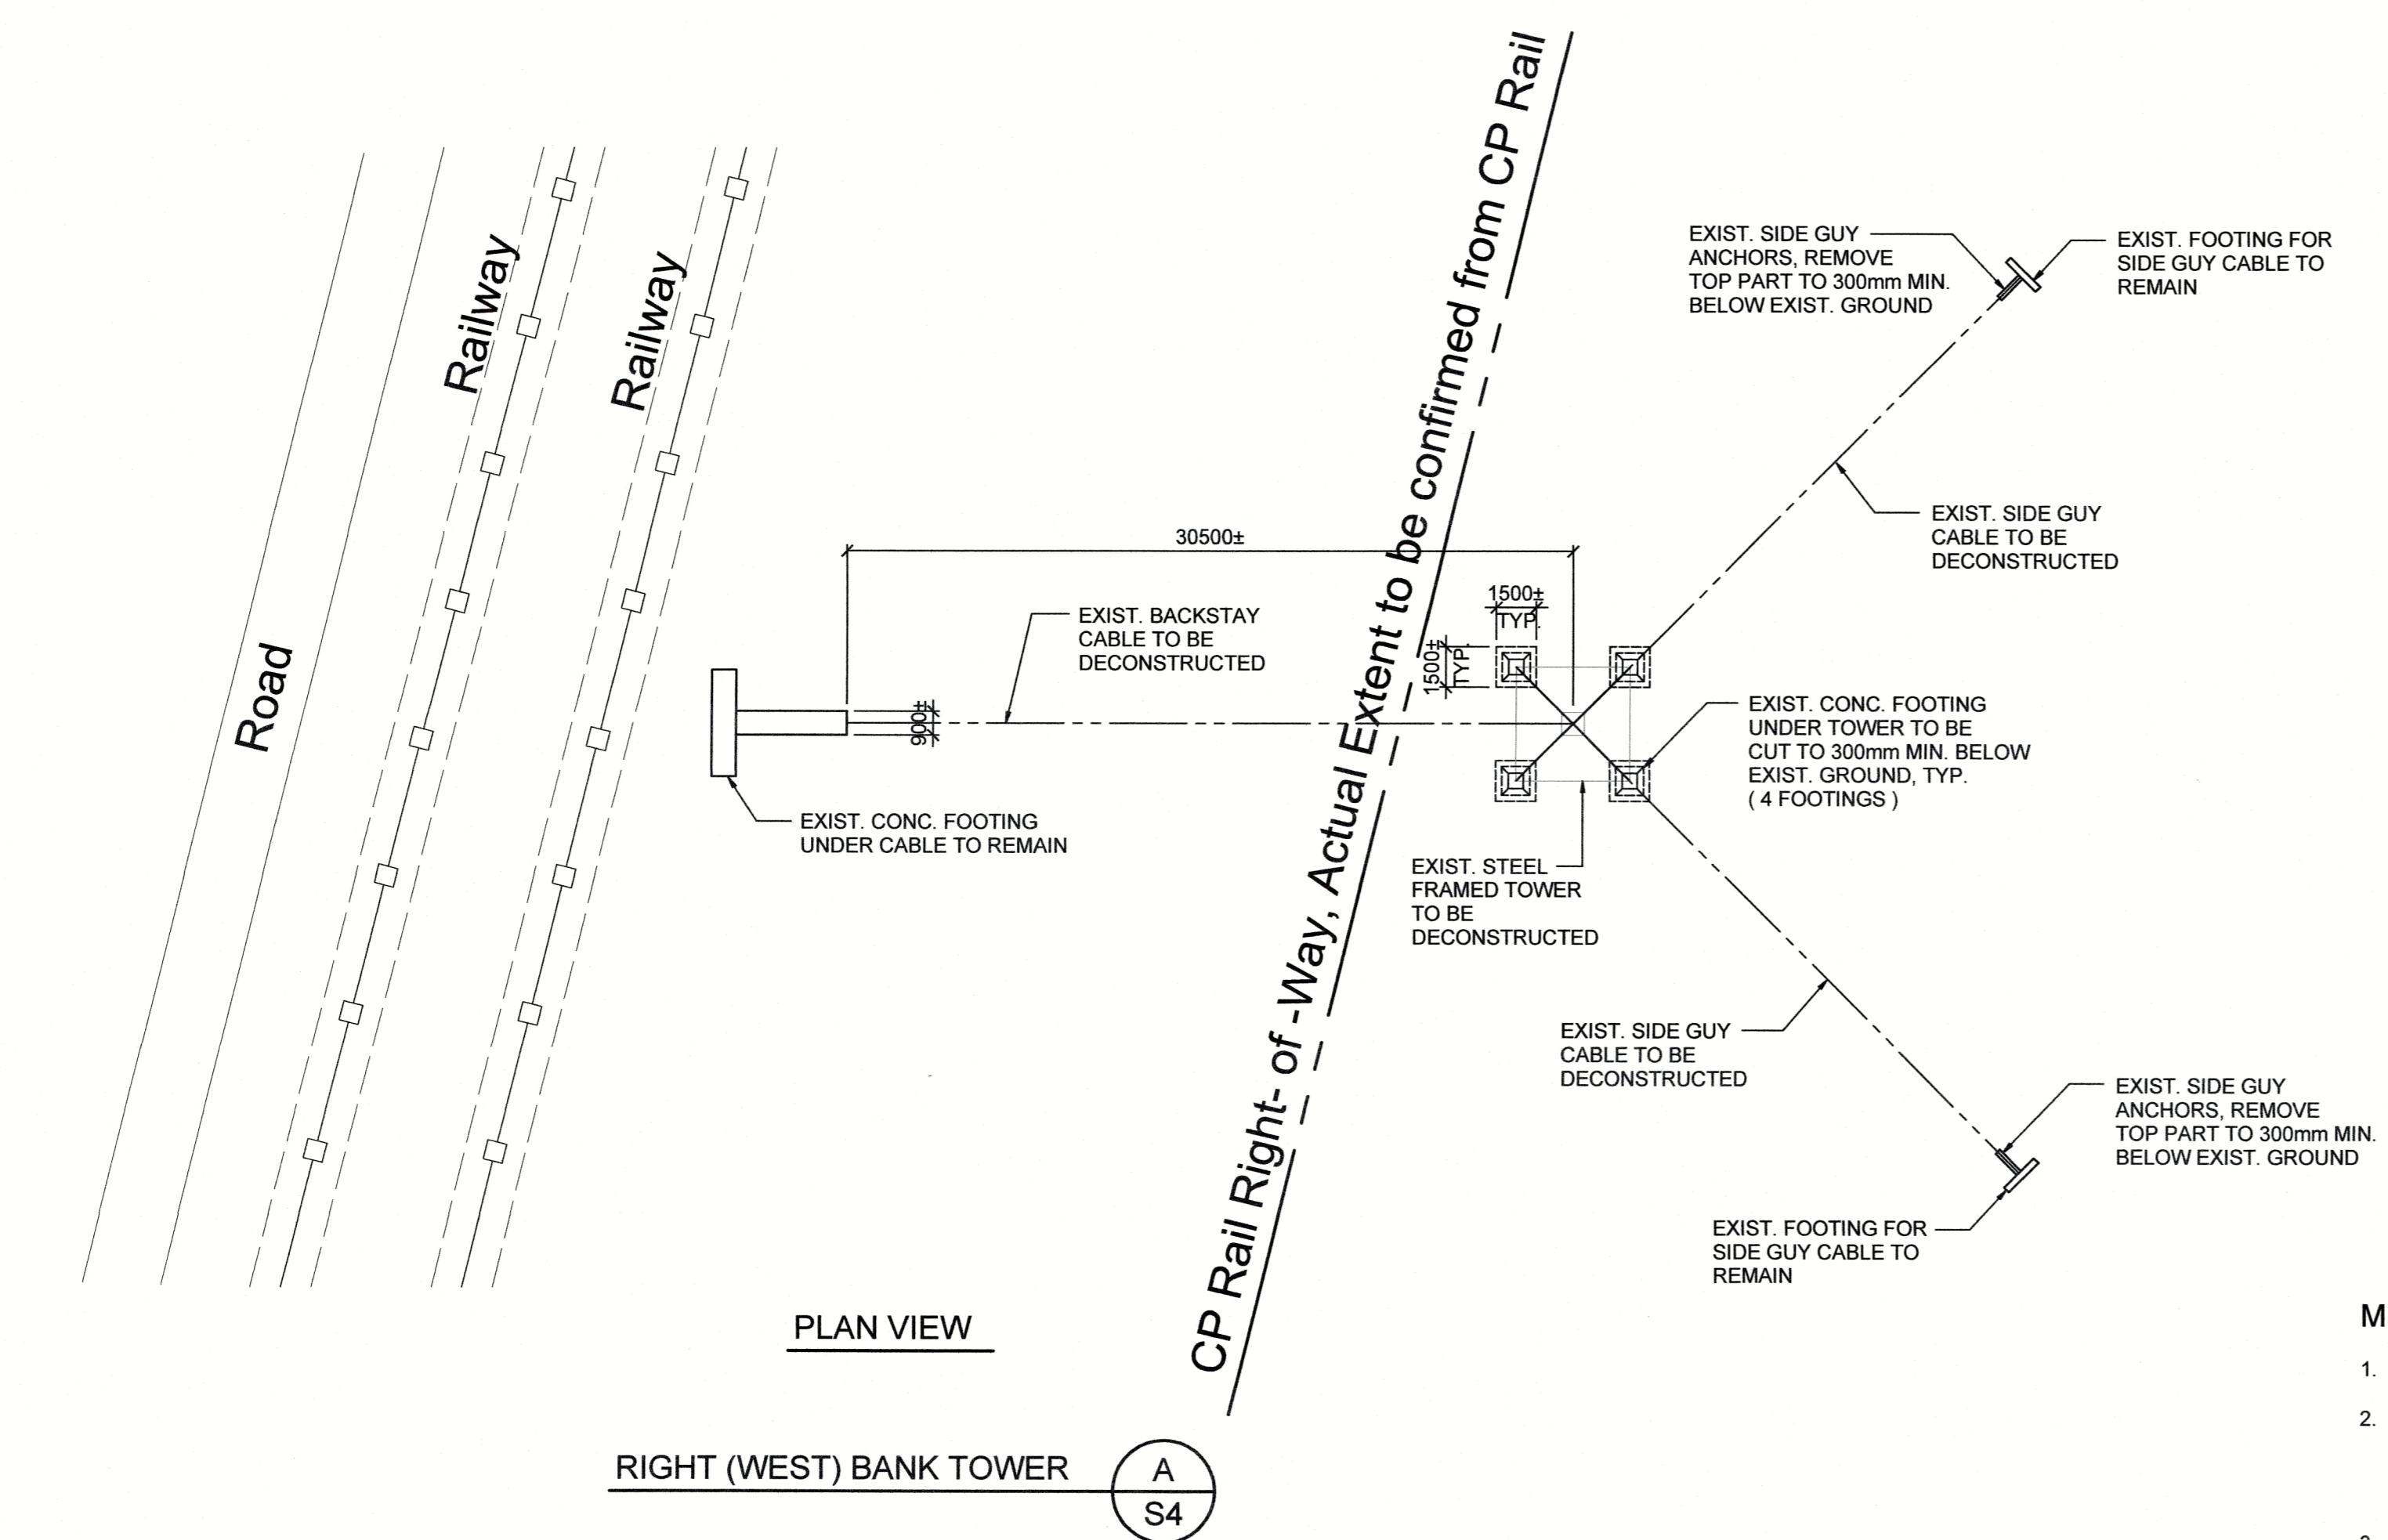 CP Rail Right- of -Way, Actual Extent to be confirmed from CP Rail
Railway
Railway
Road
EXIST. SIDE GUY
ANCHORS, REMOVE
TOP PART TO 300mm MIN.
BELOW EXIST. GROUND
EXIST. FOOTING FOR
SIDE GUY CABLE TO
REMAIN
EXIST. SIDE GUY
CABLE TO BE
DECONSTRUCTED
30500±
1500±
TYP.
1500±
TYP.
EXIST. BACKSTAY
CABLE TO BE
DECONSTRUCTED
900±
EXIST. CONC. FOOTING
UNDER TOWER TO BE
CUT TO 300mm MIN. BELOW
EXIST. GROUND, TYP.
( 4 FOOTINGS )
EXIST. CONC. FOOTING
UNDER CABLE TO REMAIN
EXIST. STEEL
FRAMED TOWER
TO BE
DECONSTRUCTED
EXIST. SIDE GUY
CABLE TO BE
DECONSTRUCTED
EXIST. SIDE GUY
ANCHORS, REMOVE
TOP PART TO 300mm MIN.
BELOW EXIST. GROUND
EXIST. FOOTING FOR
SIDE GUY CABLE TO
REMAIN
PLAN VIEW
M
1.
2.
RIGHT (WEST) BANK TOWER
A
S4